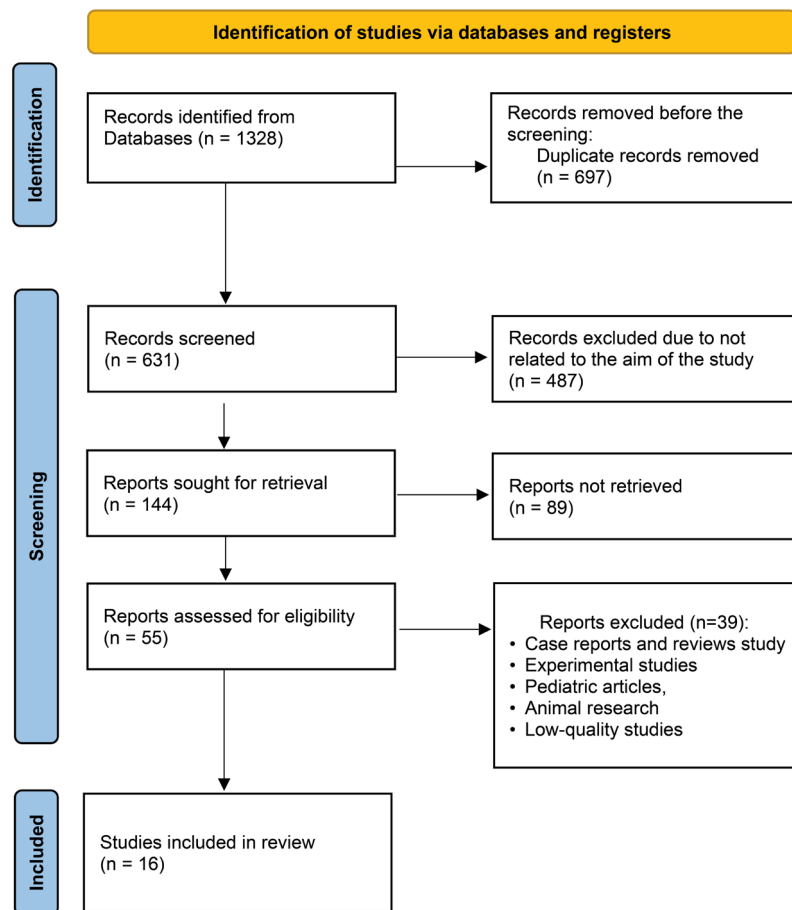 Identification of studies via databases and registers
Identification
Records identified from
Databases (n = 1328)
Records removed before the
screening:
Duplicate records removed
(n = 697)
Screening
Records screened
(n = 631)
Records excluded due to not
related to the aim of the study
(n = 487)
Reports sought for retrieval
(n = 144)
Reports not retrieved
(n = 89)
Reports assessed for eligibility
(n = 55)
Reports excluded (n=39):
• Case reports and reviews study
• Experimental studies
• Pediatric articles,
• Animal research
• Low-quality studies
Included
Studies included in review
(n = 16)